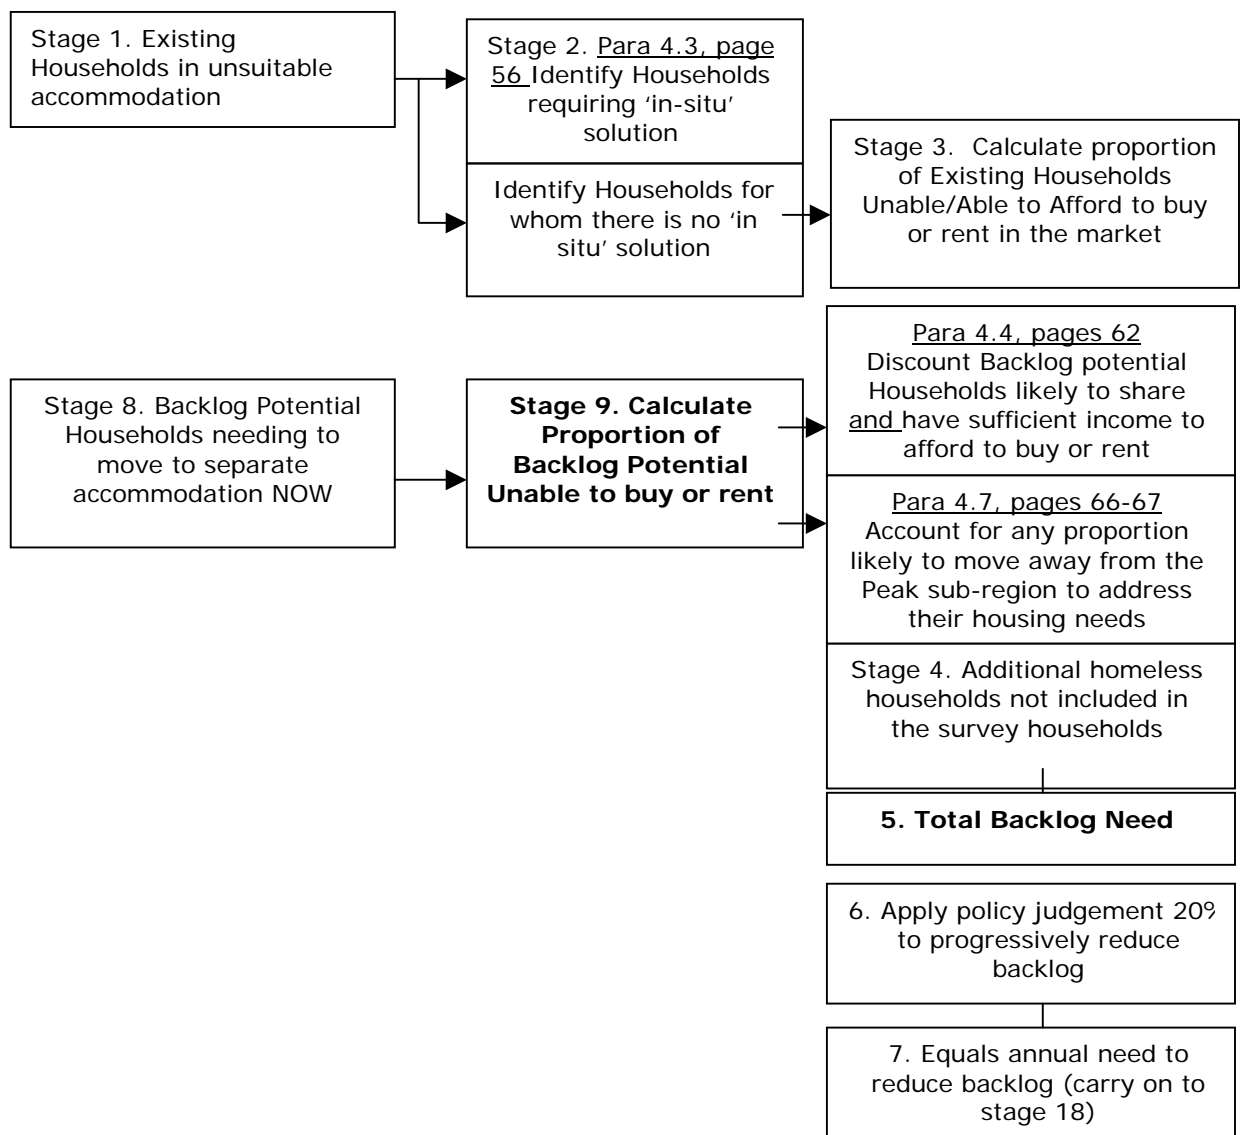 Stage 1. Existing
Households in unsuitable
accommodation
Stage 2. Para 4.3, page
56 Identify Households
requiring ‘in-situ’
solution
Identify Households for
whom there is no ‘in
situ’ solution
Stage 3. Calculate proportion
of Existing Households
Unable/Able to Afford to buy
or rent in the market
Stage 8. Backlog Potential
Households needing to
move to separate
accommodation NOW
Stage 9. Calculate
Proportion of
Backlog Potential
Unable to buy or rent
Para 4.4, pages 62
Discount Backlog potential
Households likely to share
and have sufficient income to
afford to buy or rent
Para 4.7, pages 66-67
Account for any proportion
likely to move away from the
Peak sub-region to address
their housing needs
Stage 4. Additional homeless
households not included in
the survey households
5. Total Backlog Need
6. Apply policy judgement 20%
to progressively reduce
backlog
7. Equals annual need to
reduce backlog (carry on to
stage 18)